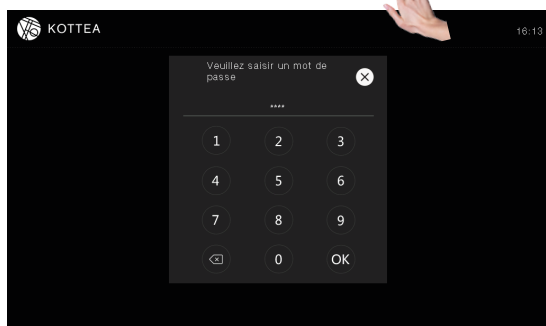 KOTTEA
16:13
Veuillez saisir un mot de
passe
****
1 2 3
4 5 6
7 8 9
0 OK